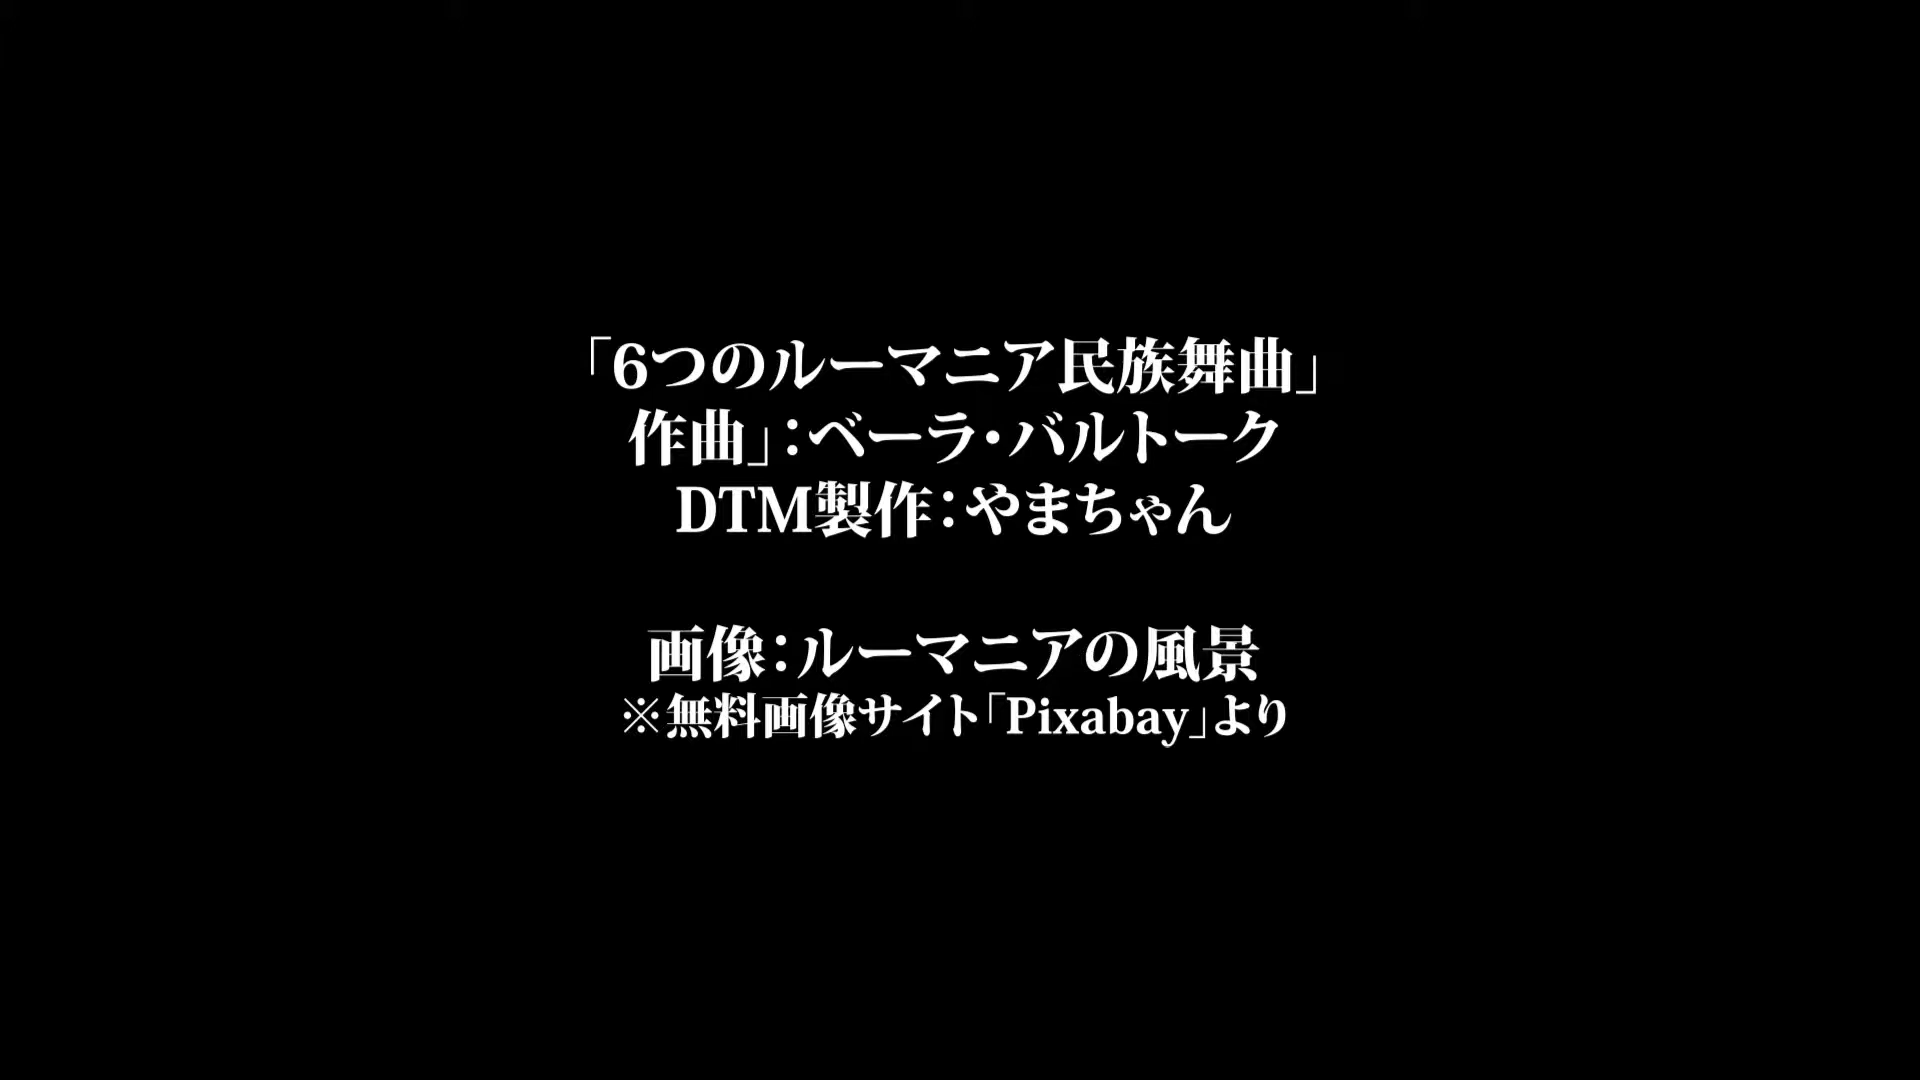 「6つのルーマニア民族舞曲」
作曲」：ベーラ・バルトーク
DTM製作：やまちゃん
画像：ルーマニアの風景
※無料画像サイト「Pixabay」より